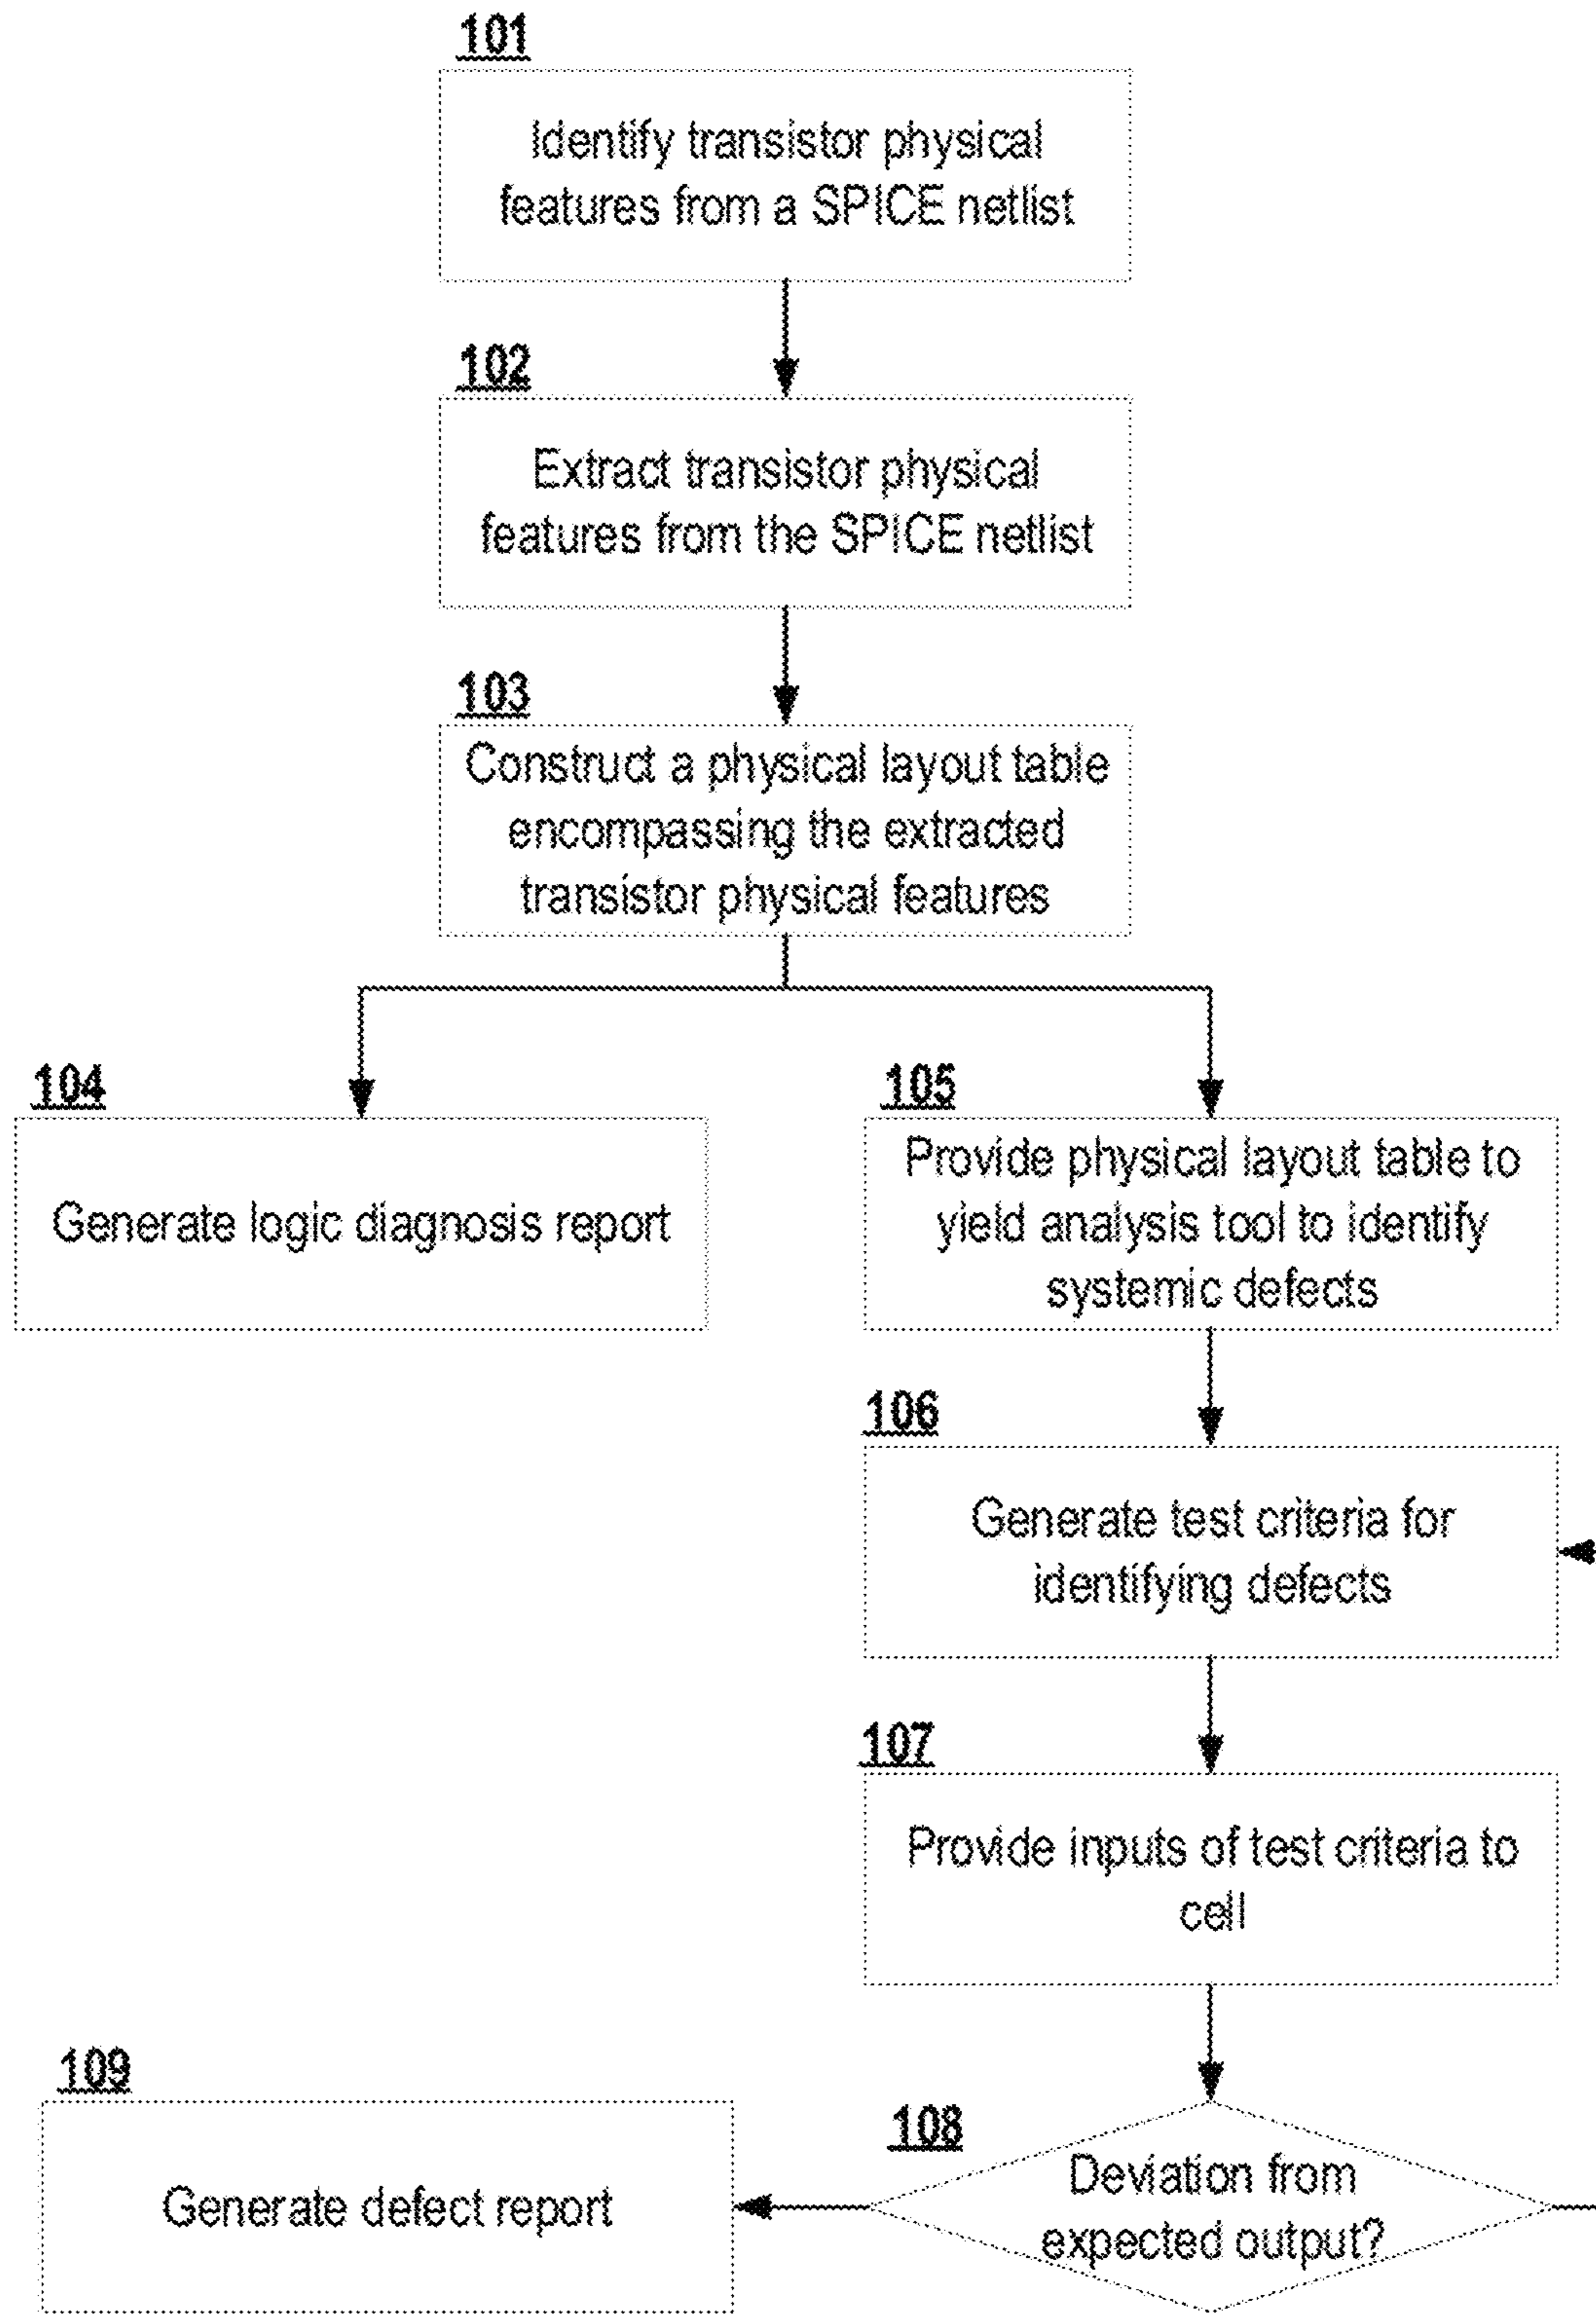 101
Identify transistor physical
features from a SPICE netlist
102
Extract transistor physical
features from the SPICE netlist
103
Construct a physical layout table
encompassing the extracted
transistor physical features
104
Generate logic diagnosis report
105
Provide physical layout table to
yield analysis tool to identify
systemic defects
106
Generate test criteria for
identifying defects
107
Provide inputs of test criteria to
cell
108
Deviation from
expected output?
109
Generate defect report